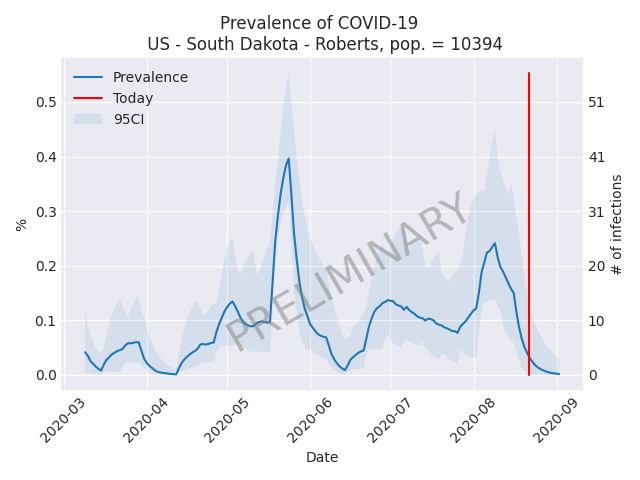 Prevalence of COVID-19
US - South Dakota - Roberts, pop. = 10394
Prevalence
Today
95CI
0.5
0.4
0.3
0.2
0.1
0.0
%
51
41
31
20
10
0
# of infections
PRELIMINARY
2020-03
2020-04
2020-05
2020-06
2020-07
2020-08
2020-09
Date